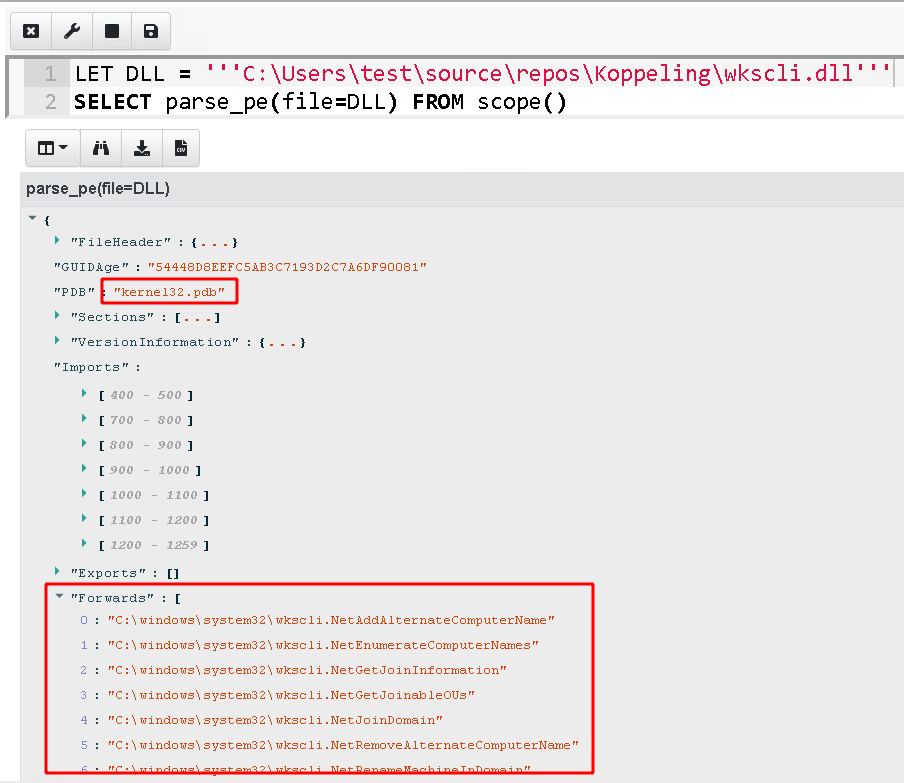 1 LET DLL = '''C:\Users\test\source\repos\Koppeling\wkscli.dll'''
2 SELECT parse_pe(file=DLL) FROM scope()
CSV
parse_pe(file=DLL)
{
"FileHeader" : {...}
"GUIDAge" : "54448D8EEFC5AB3C7193D2C7A6DF90081"
"PDB" : "kernel32.pdb"
"Sections" : [...]
"VersionInformation" : {...}
"Imports" :
[ 400 - 500 ]
[ 700 - 800 ]
[ 800 - 900 ]
[ 900 - 1000 ]
[ 1000 - 1100 ]
[ 1100 - 1200 ]
[ 1200 - 1259 ]
"Exports" : []
"Forwards" : [
0 : "C:\windows\system32\wkscli.NetAddAlternateComputerName"
1 : "C:\windows\system32\wkscli.NetEnumerateComputerNames"
2 : "C:\windows\system32\wkscli.NetGetJoinInformation"
3 : "C:\windows\system32\wkscli.NetGetJoinableOUs"
4 : "C:\windows\system32\wkscli.NetJoinDomain"
5 : "C:\windows\system32\wkscli.NetRemoveAlternateComputerName"
6 : "C:\windows\system32\wkscli.NetRenameMachineInDomain"